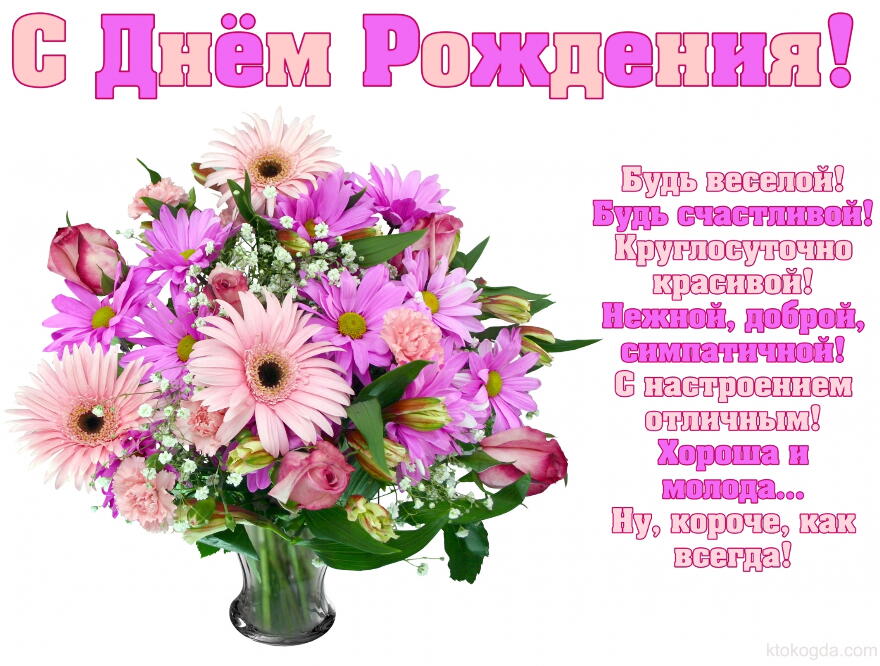 С Днём Рождения!
Будь веселой!
Будь счастливой!
Круглосуточно
красивой!
Нежной, доброй,
симпатичной!
С настроением
отличным!
Хороша и
молода...
Ну, короче, как
всегда!
ktokogda.com